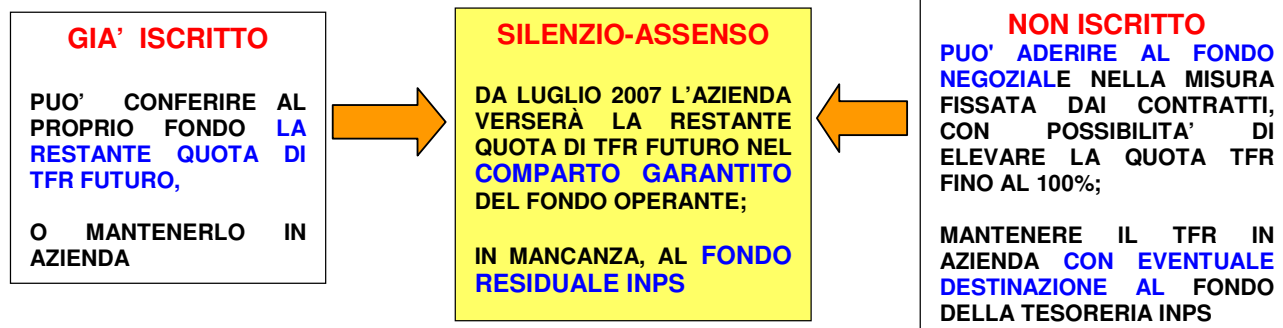 GIA' ISCRITTO
PUO' CONFERIRE AL
PROPRIO FONDO LA
RESTANTE QUOTA DI
TFR FUTURO,
O MANTENERLO IN
AZIENDA
SILENZIO-ASSENSO
DA LUGLIO 2007 L'AZIENDA
VERSERÀ LA RESTANTE
QUOTA DI TFR FUTURO NEL
COMPARTO GARANTITO
DEL FONDO OPERANTE;
IN MANCANZA, AL FONDO
RESIDUALE INPS
NON ISCRITTO
PUO' ADERIRE AL FONDO
NEGOZIALE NELLA MISURA
FISSATA DAI CONTRATTI,
CON POSSIBILITA' DI
ELEVARE LA QUOTA TFR
FINO AL 100%;
MANTENERE IL TFR IN
AZIENDA CON EVENTUALE
DESTINAZIONE AL FONDO
DELLA TESORERIA INPS